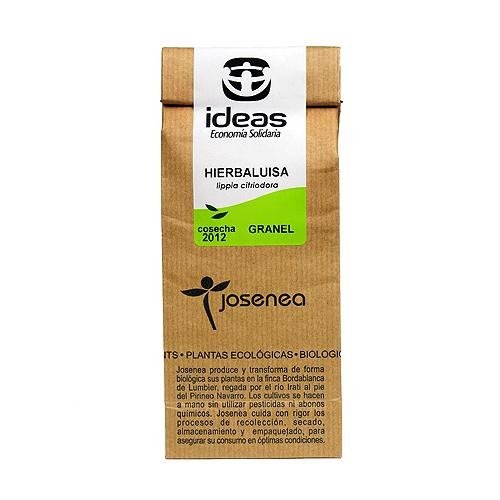 ideas
Economía Solidaria
HIERBALUISA
lippia citriodora
cosecha
2012
GRANEL
josenea
NTS • PLANTAS ECOLÓGICAS • BIOLOGIC
Josenea produce y transforma de forma
biológica sus plantas en la finca Bordablanca
de Lumbier, regada por el río Irati al pie
del Pirineo Navarro. Los cultivos se hacen
a mano sin utilizar pesticidas ni abonos
químicos. Josenea cuida con rigor los
procesos de recolección, secado,
almacenamiento y empaquetado, para
asegurar su consumo en óptimas condiciones.